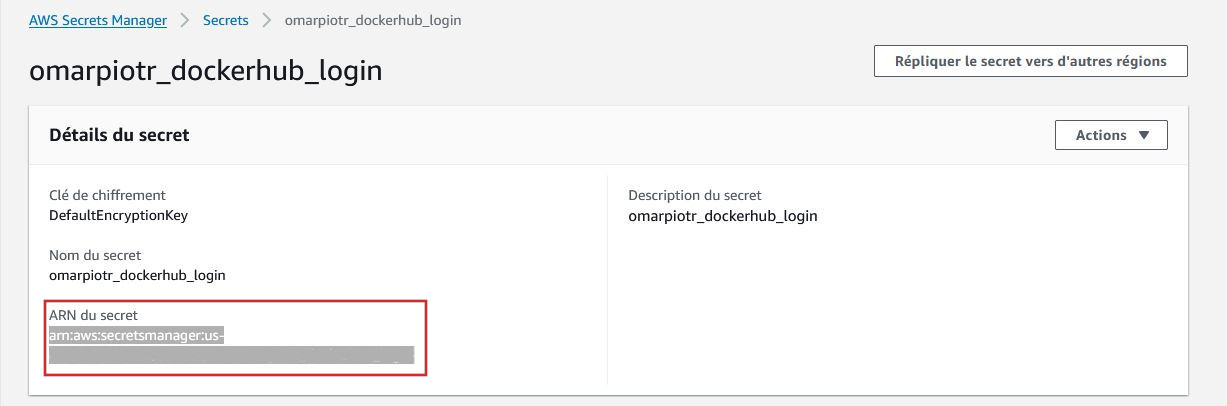 AWS Secrets Manager > Secrets > omarpiotr_dockerhub_login
omarpiotr_dockerhub_login
Répliquer le secret vers d'autres régions
Détails du secret
Actions ▼
Clé de chiffrement
DefaultEncryptionKey
Description du secret
omarpiotr_dockerhub_login
Nom du secret
omarpiotr_dockerhub_login
ARN du secret
arn:aws:secretsmanager:us-